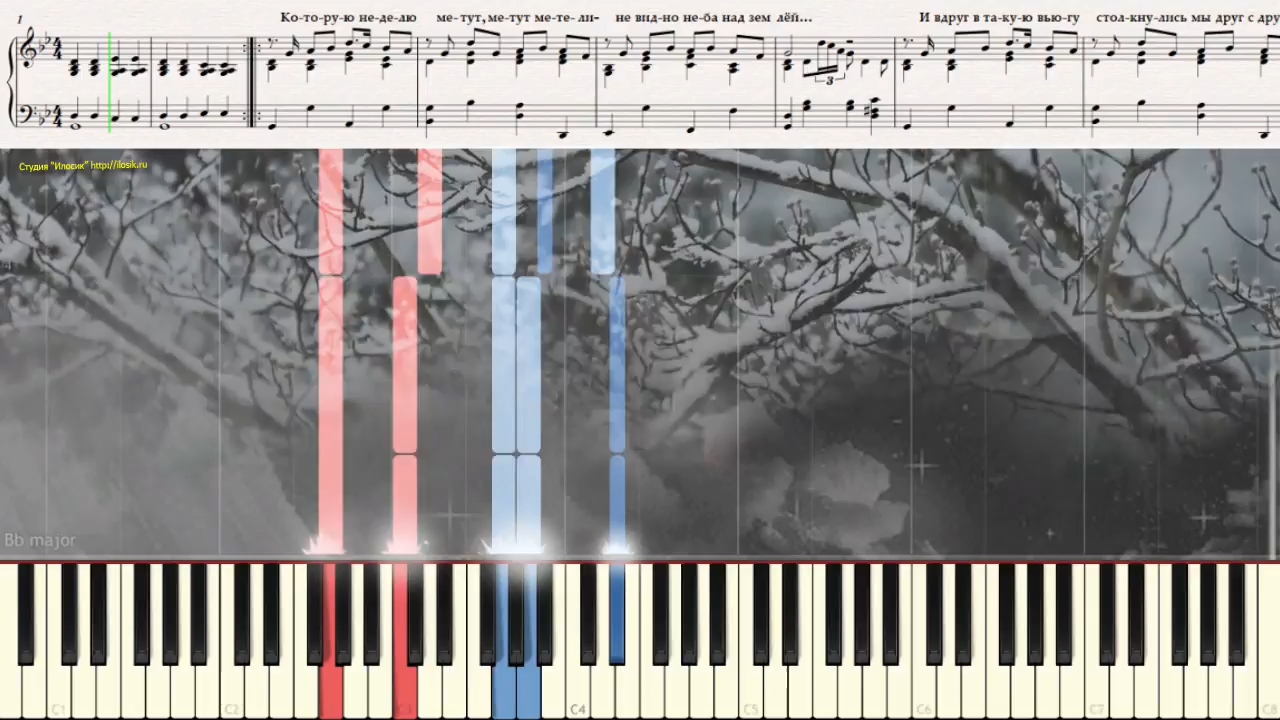 1
Ко-то-ру-ю не-де-лю ме-тут, ме-тут ме-те-ли- не вид-но не-ба над зем лёй... И вдруг в та-ку-ю вью-гу стол-кну-лись мы друг с дру
3
Студия "Илосик" http://ilosik.ru
Bb major
C1 C2 C3 C4 C5 C6 C7 C8